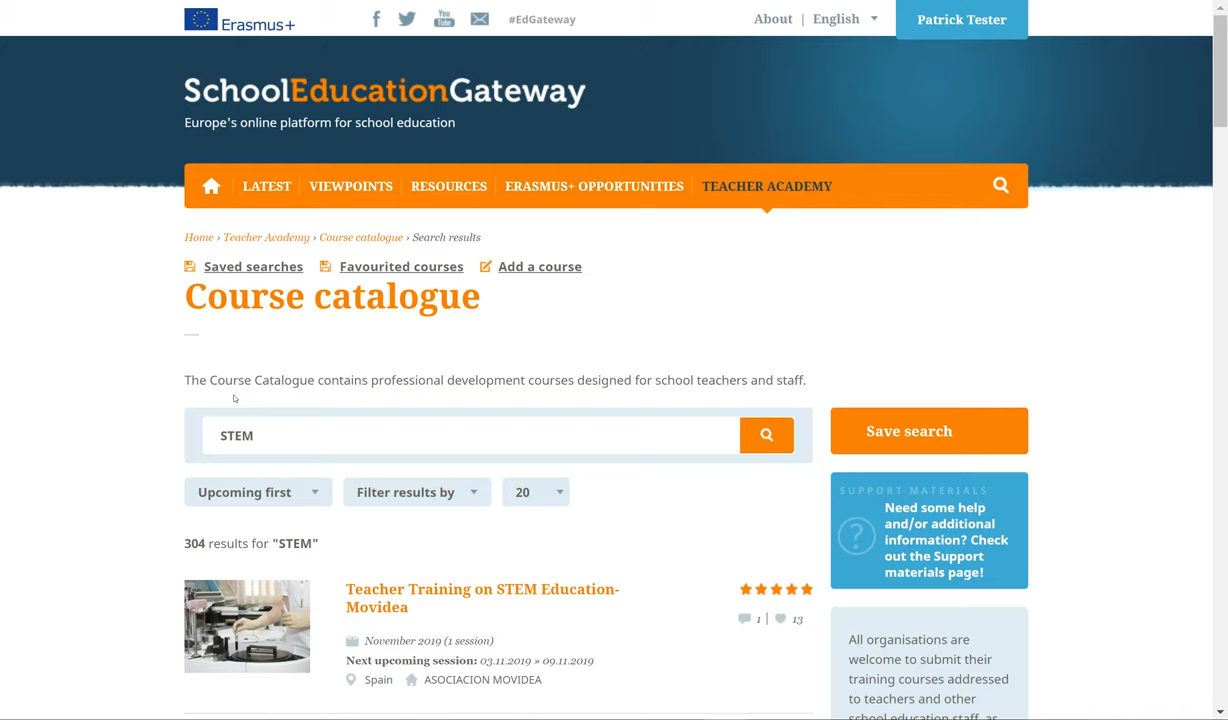 Erasmus+
You Tube
#EdGateway
About | English
Patrick Tester
SchoolEducationGateway
Europe's online platform for school education
LATEST VIEWPOINTS RESOURCES ERASMUS+ OPPORTUNITIES TEACHER ACADEMY
Home › Teacher Academy › Course catalogue › Search results
Saved searches Favourited courses Add a course
Course catalogue
The Course Catalogue contains professional development courses designed for school teachers and staff.
STEM
Save search
Upcoming first Filter results by 20
SUPPORT MATERIALS
Need some help
and/or additional
information? Check
out the Support
materials page!
304 results for "STEM"
Teacher Training on STEM Education-
Movidea
1 | 13
November 2019 (1 session)
Next upcoming session: 03.11.2019 » 09.11.2019
Spain ASOCIACION MOVIDEA
All organisations are
welcome to submit their
training courses addressed
to teachers and other
school education staff, as